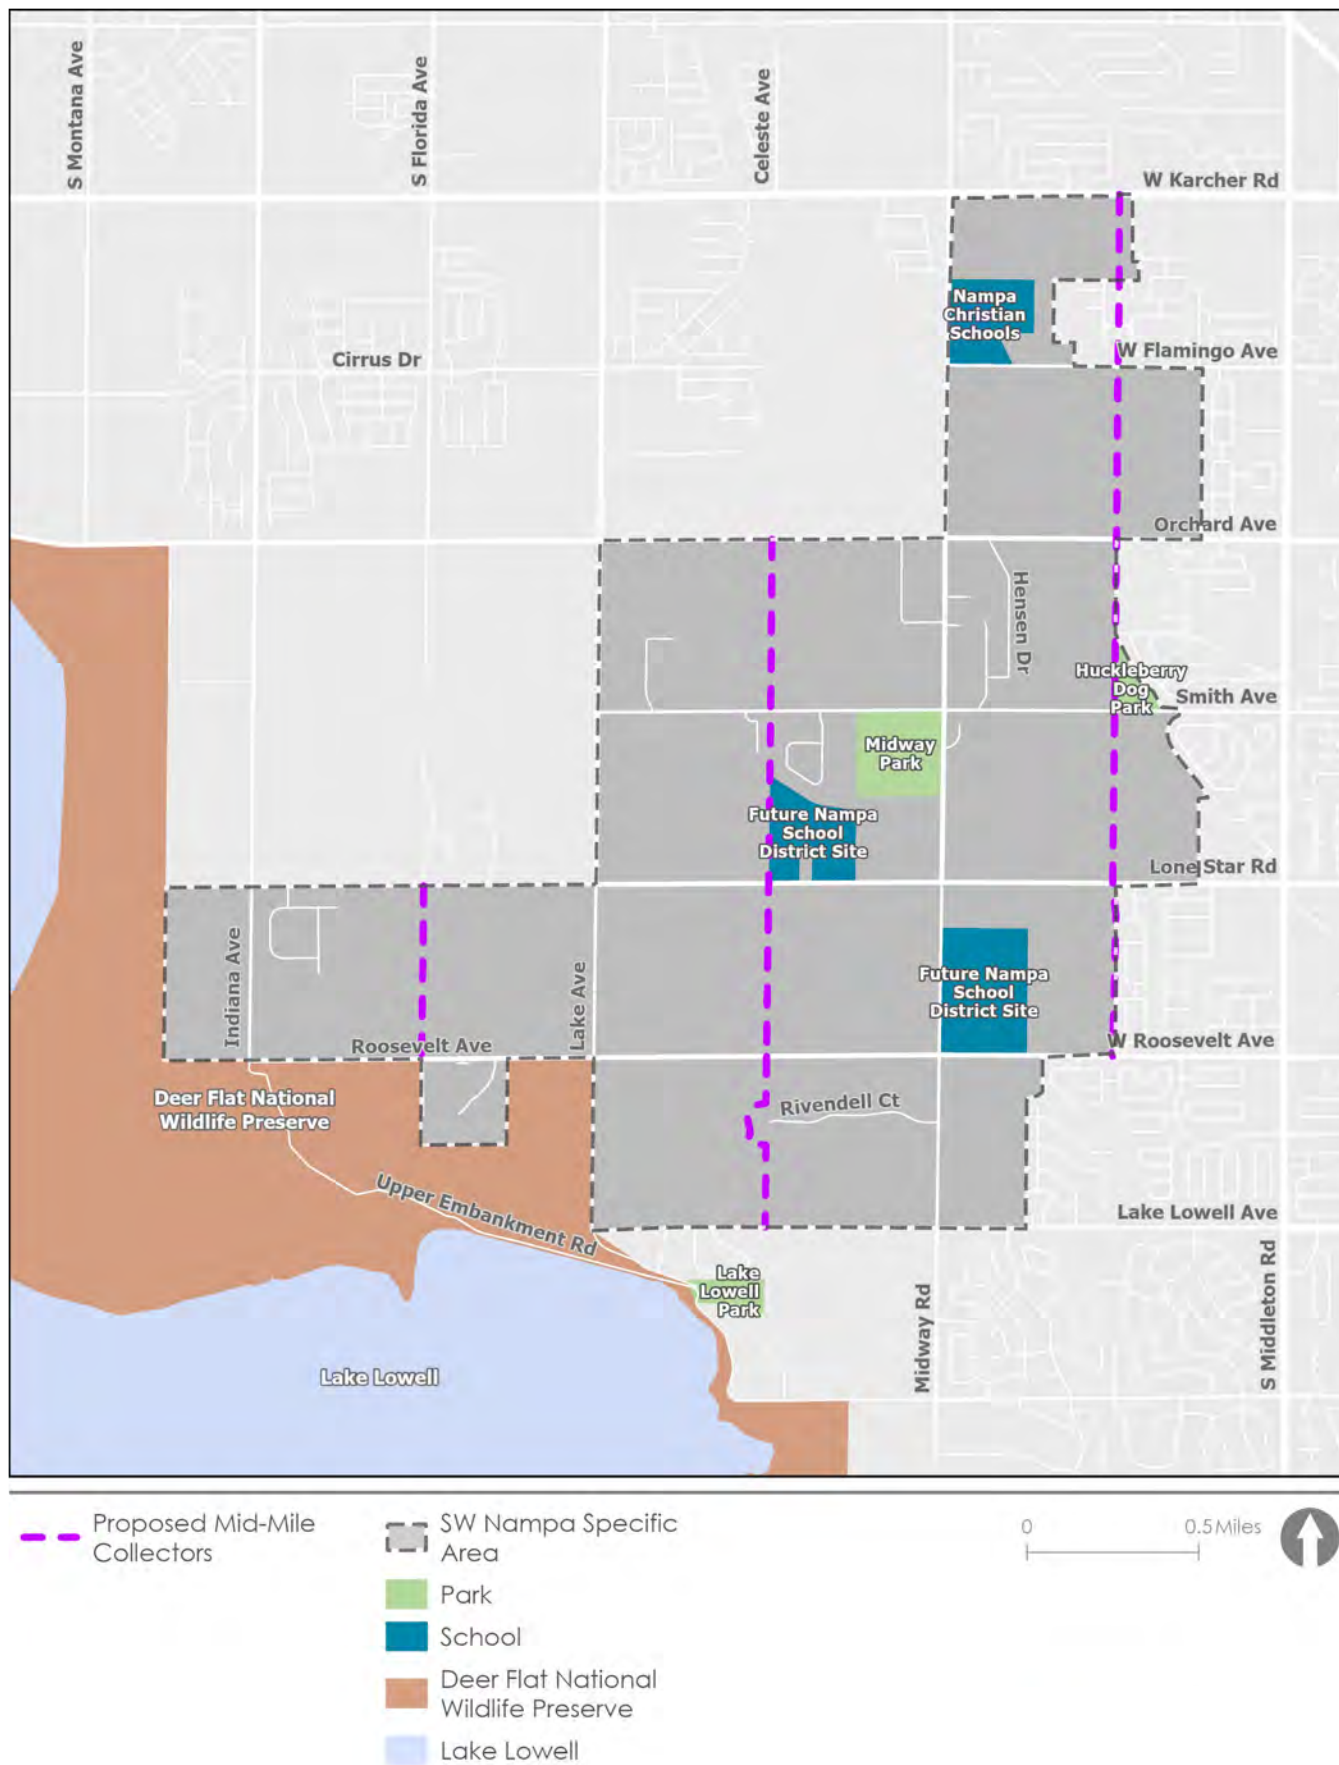 S Montana Ave
S Florida Ave
Celeste Ave
W Karcher Rd
Nampa
Christian
Schools
W Flamingo Ave
Cirrus Dr
Orchard Ave
Hensen Dr
Huckleberry
Dog
Park
Smith Ave
Midway
Park
Future Nampa
School
District Site
Lone Star Rd
Indiana Ave
Lake Ave
Future Nampa
School
District Site
Roosevelt Ave
W Roosevelt Ave
Deer Flat National
Wildlife Preserve
Rivendell Ct
Upper Embankment Rd
Lake Lowell Ave
Lake
Lowell
Park
Midway Rd
S Middleton Rd
Lake Lowell
Proposed Mid-Mile
Collectors
SW Nampa Specific
Area
Park
School
Deer Flat National
Wildlife Preserve
Lake Lowell
0 0.5 Miles